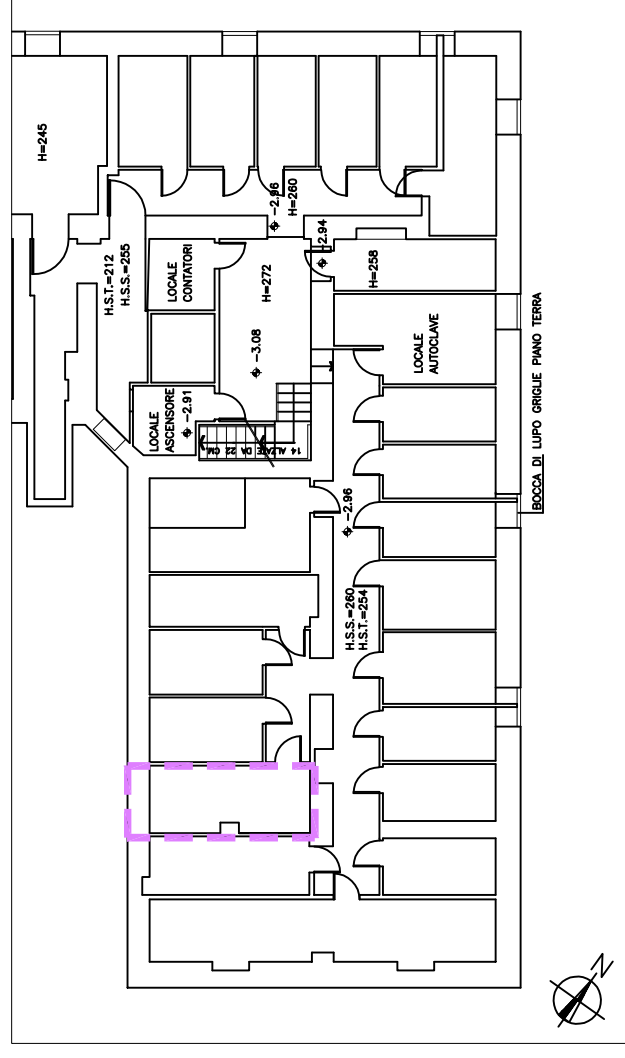 H=245
-2.96
H=260
-2.94
H.S.T.=212
H.S.S.=255
LOCALE
CONTATORI
H=272
H=258
-3.08
LOCALE
AUTOCLAVE
LOCALE
ASCENSORE
-2.91
14 ALZATE DA 22 CM
BOCCA DI LUPO GRIGLIE PIANO TERRA
-2.96
H.S.S.=260
H.S.T.=254
N